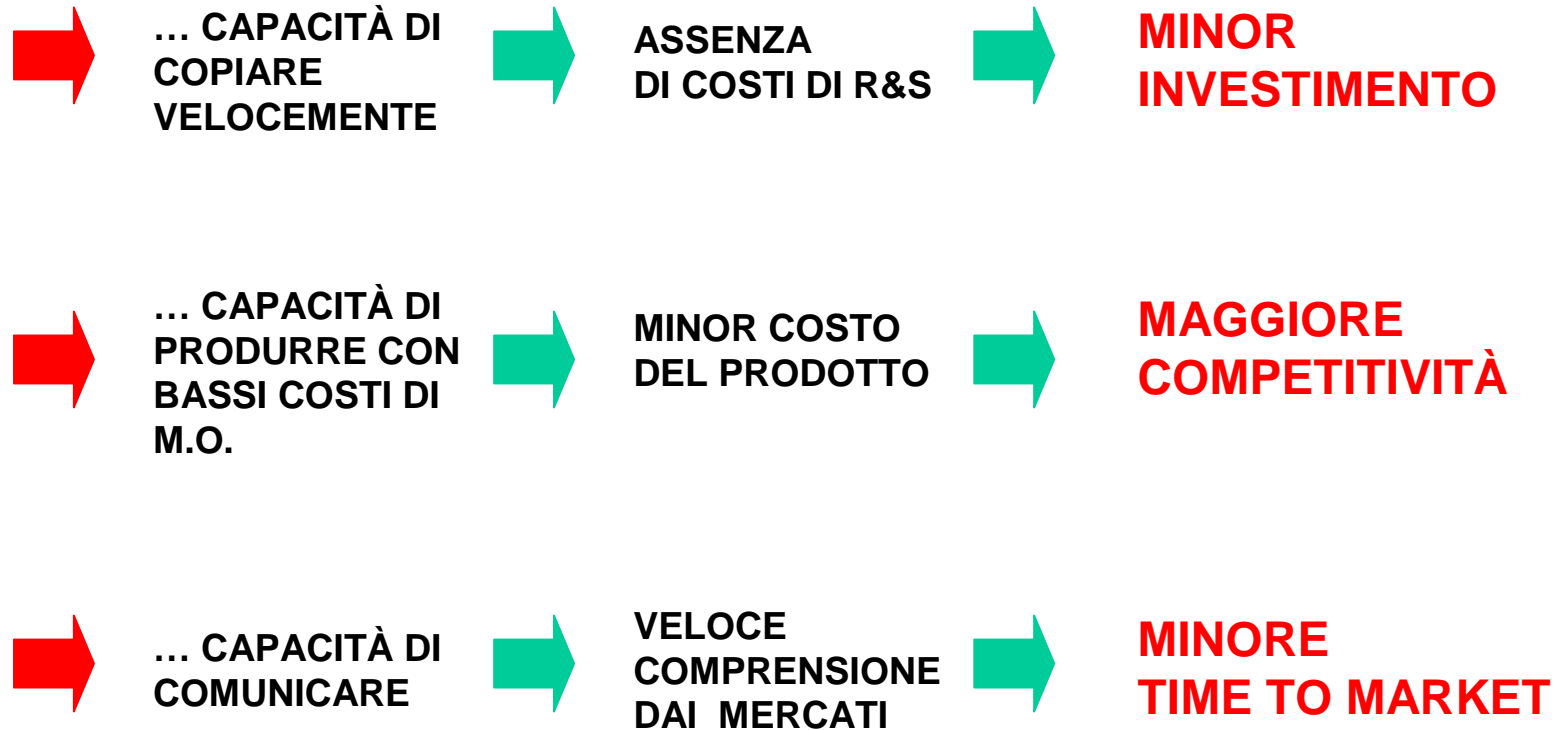 … CAPACITÀ DI
COPIARE
VELOCEMENTE
ASSENZA
DI COSTI DI R&S
MINOR
INVESTIMENTO
… CAPACITÀ DI
PRODURRE CON
BASSI COSTI DI
M.O.
MINOR COSTO
DEL PRODOTTO
MAGGIORE
COMPETITIVITÀ
… CAPACITÀ DI
COMUNICARE
VELOCE
COMPRENSIONE
DAI MERCATI
MINORE
TIME TO MARKET